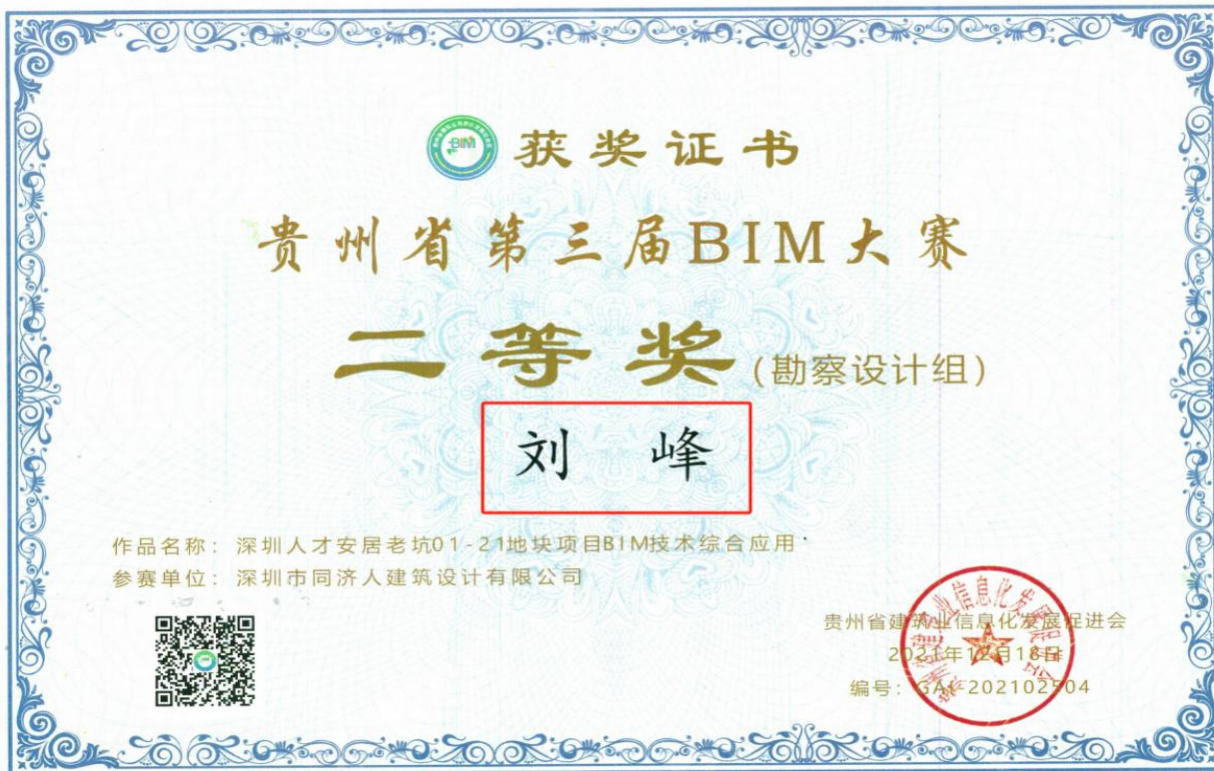 BIM
获奖证书
贵州省第三届BIM大赛
二等奖(勘察设计组)
刘 峰
作品名称：深圳人才安居老坑01-21地块项目BIM技术综合应用
参赛单位：深圳市同济人建筑设计有限公司
贵州省建筑业信息化发展促进会
2021年12月18日
编号：
202102504